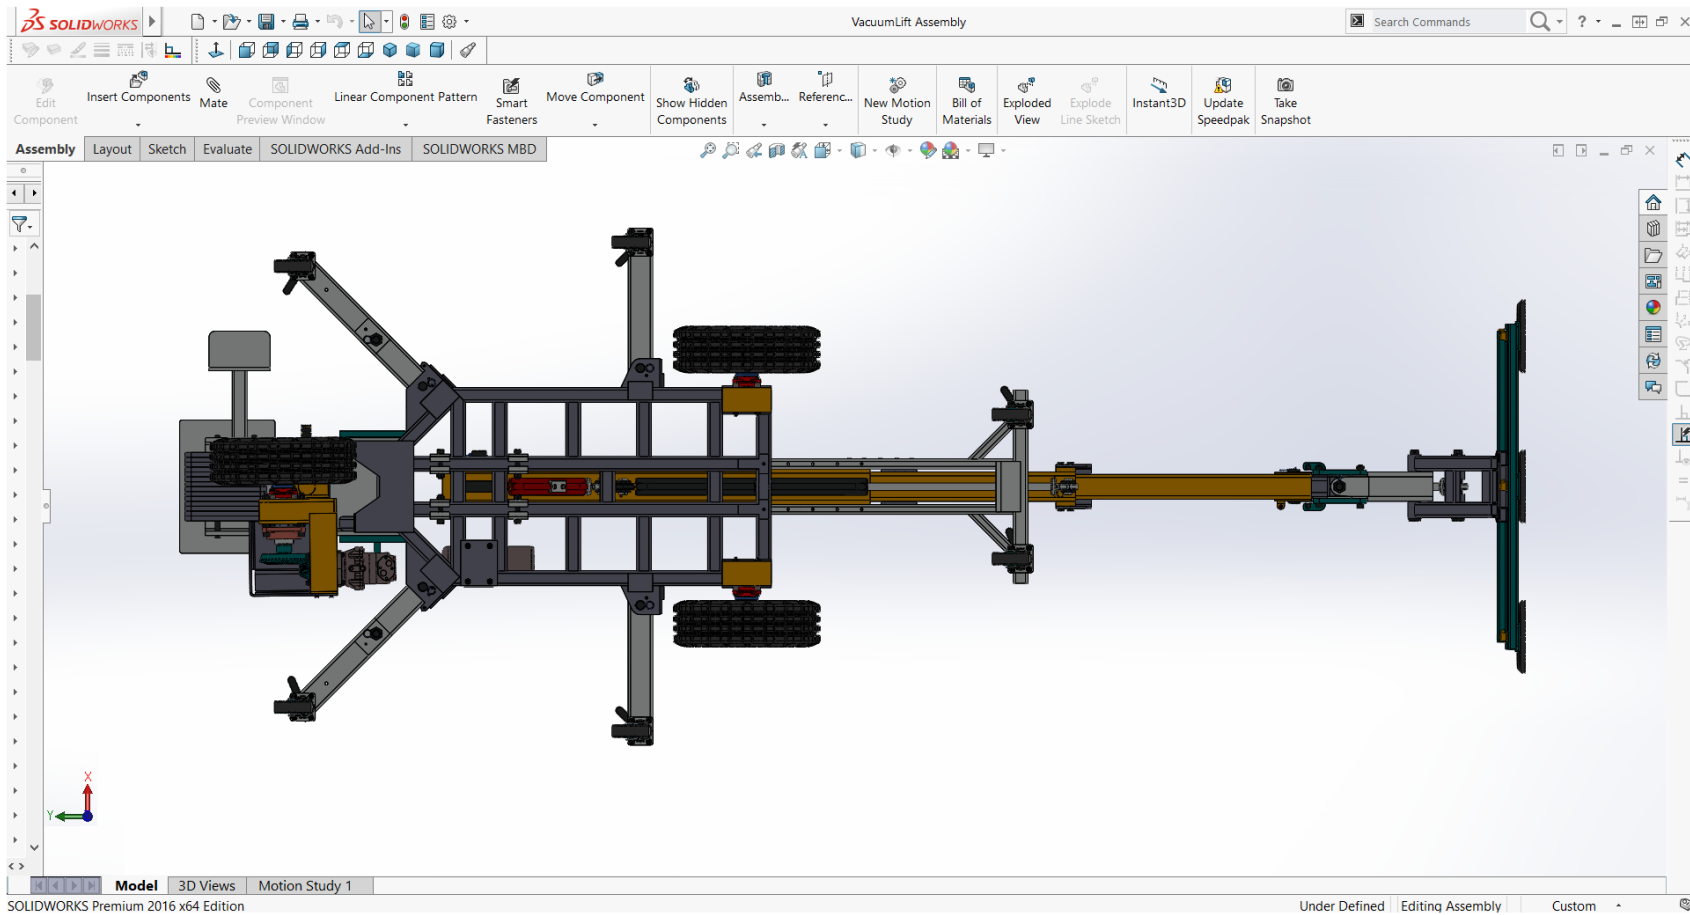 SOLIDWORKS
VacuumLift Assembly
Search Commands
?
Edit Component
Insert Components
Mate
Component Preview Window
Linear Component Pattern
Smart Fasteners
Move Component
Show Hidden Components
Assemb...
Referenc...
New Motion Study
Bill of Materials
Exploded View
Explode Line Sketch
Instant3D
Update Speedpak
Take Snapshot
Assembly
Layout
Sketch
Evaluate
SOLIDWORKS Add-Ins
SOLIDWORKS MBD
X
Y
Model
3D Views
Motion Study 1
SOLIDWORKS Premium 2016 x64 Edition
Under Defined
Editing Assembly
Custom